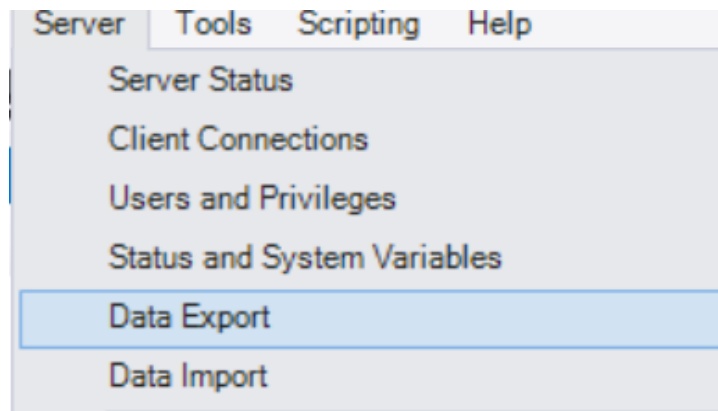 Server Tools Scripting Help
Server Status
Client Connections
Users and Privileges
Status and System Variables
Data Export
Data Import